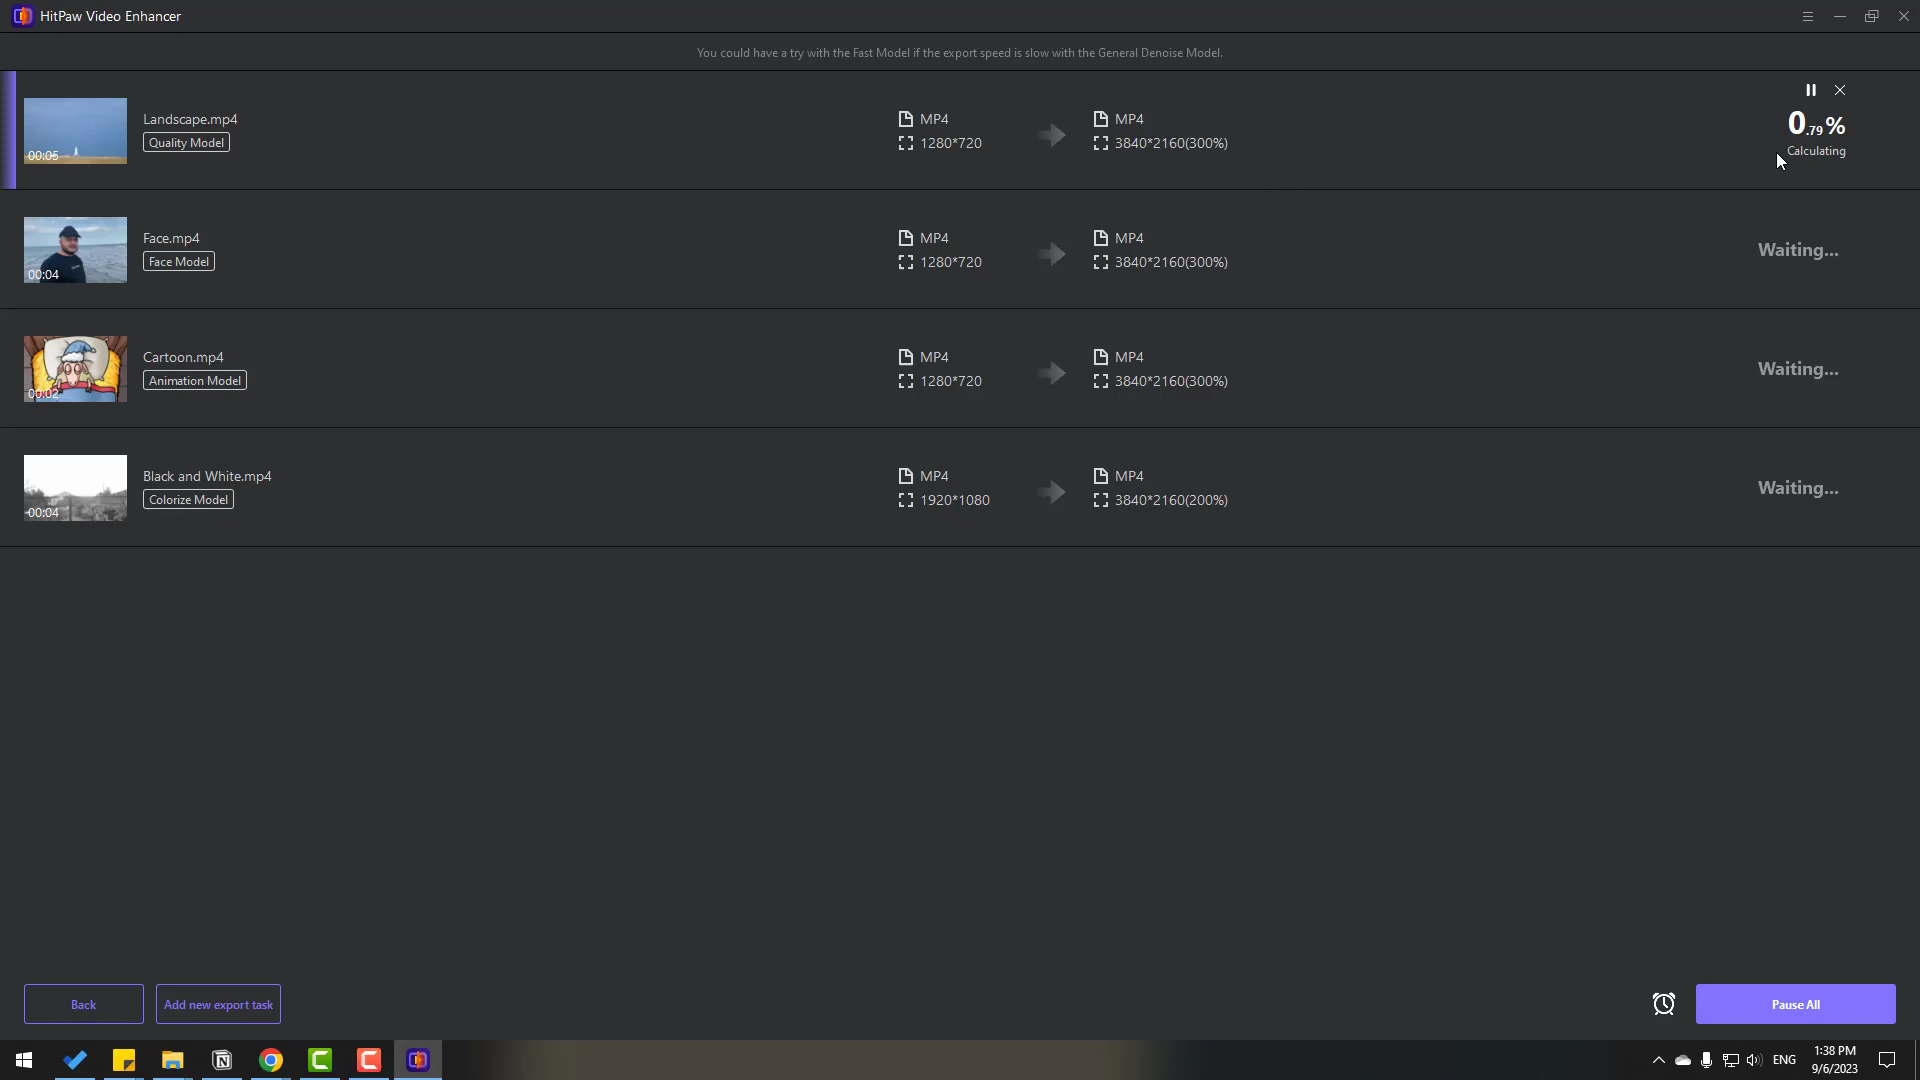 HitPaw Video Enhancer
You could have a try with the Fast Model if the export speed is slow with the General Denoise Model.
00:05
Landscape.mp4
Quality Model
MP4
1280*720
MP4
3840*2160(300%)
0.79%
Calculating
00:04
Face.mp4
Face Model
MP4
1280*720
MP4
3840*2160(300%)
Waiting...
00:02
Cartoon.mp4
Animation Model
MP4
1280*720
MP4
3840*2160(300%)
Waiting...
00:04
Black and White.mp4
Colorize Model
MP4
1920*1080
MP4
3840*2160(200%)
Waiting...
Back
Add new export task
Pause All
ENG
1:38 PM
9/6/2023